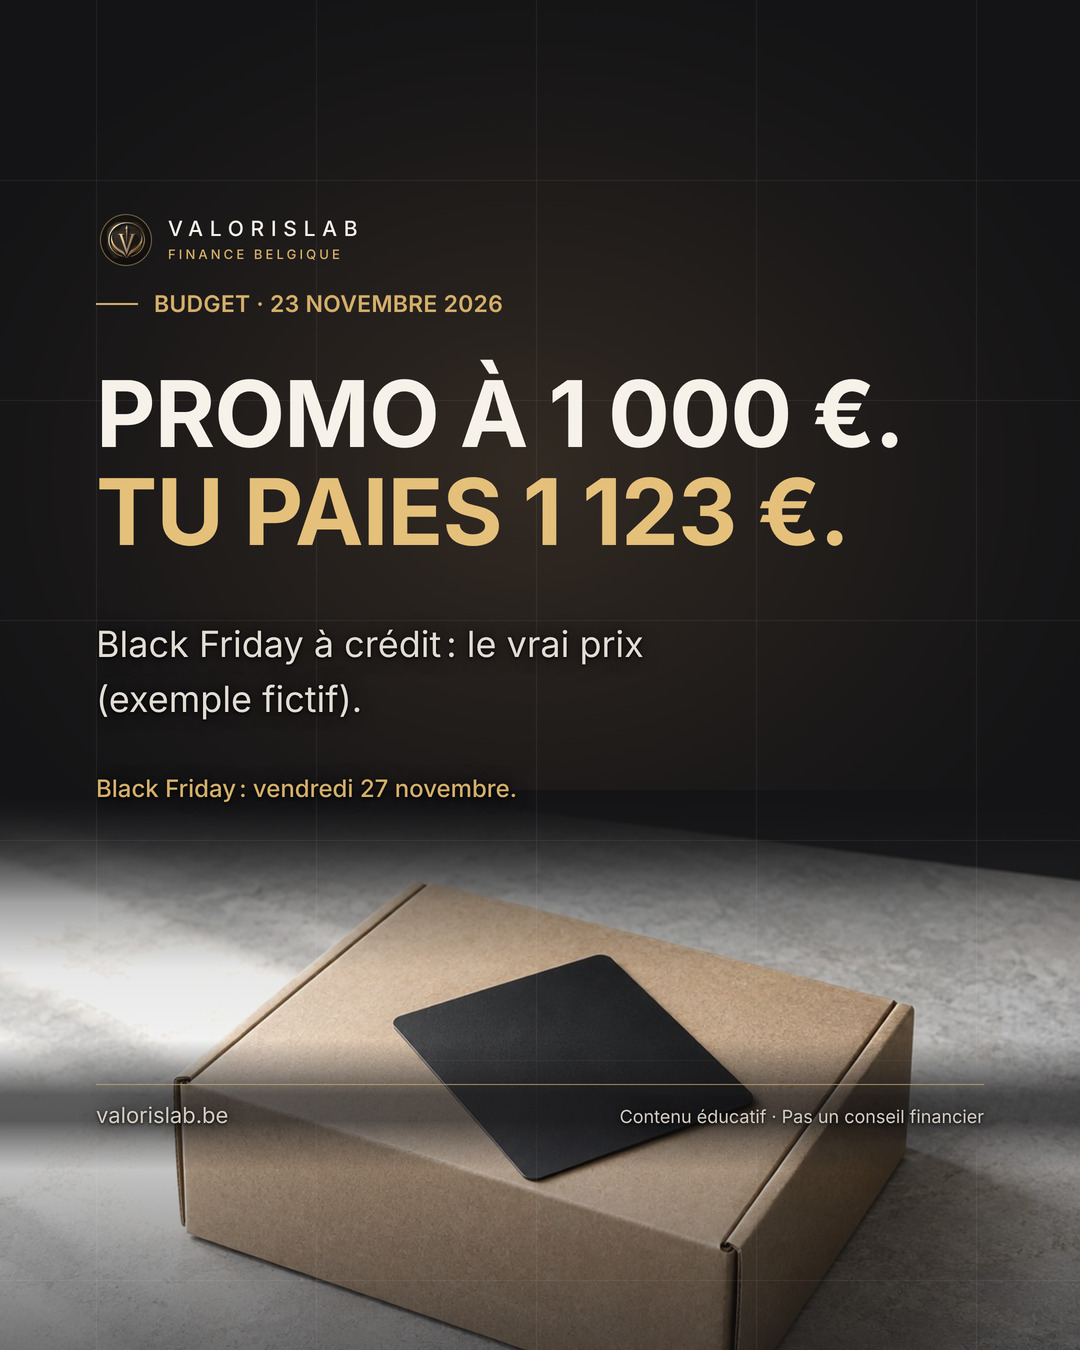 VALORISLAB
FINANCE BELGIQUE
BUDGET · 23 NOVEMBRE 2026
PROMO À 1 000 €.
TU PAIES 1 123 €.
Black Friday à crédit : le vrai prix
(exemple fictif).
Black Friday : vendredi 27 novembre.
valorislab.be
Contenu éducatif · Pas un conseil financier